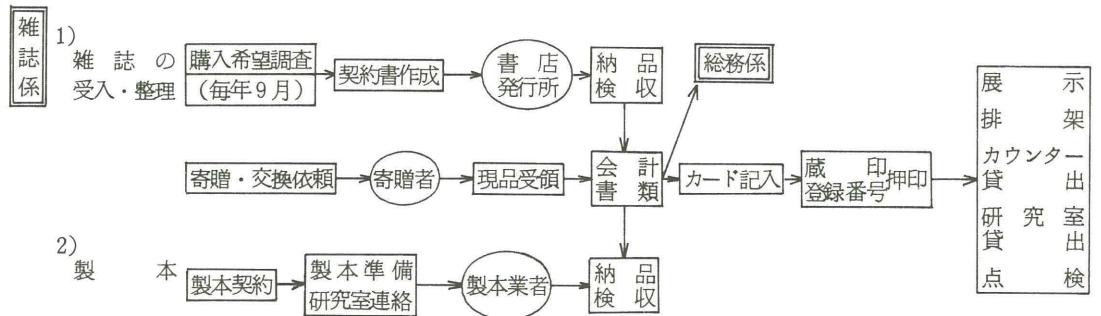 雑誌係
1)
雑誌の
受入・整理
購入希望調査
(毎年9月)
契約書作成
書店
発行所
納品
検収
総務係
寄贈・交換依頼
寄贈者
現品受領
会計
書類
カード記入
蔵印
登録番号押印
展示
排架
カウンター
貸出
研究室
貸出
点検
2)
製本
製本契約
製本準備
研究室連絡
製本業者
納品
検収